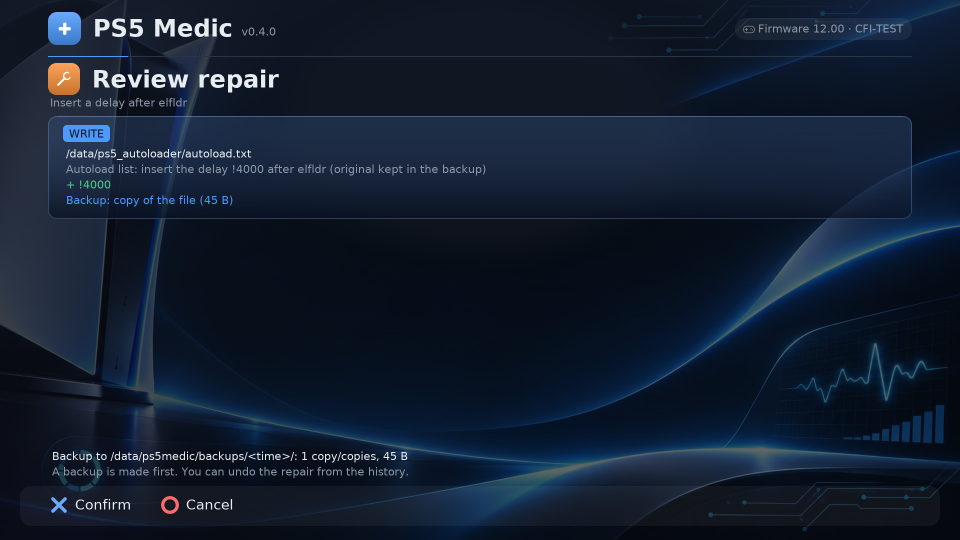 PS5 Medic v0.4.0
Firmware 12.00 · CFI-TEST
Review repair
Insert a delay after elfldr
WRITE
/data/ps5_autoloader/autoload.txt
Autoload list: insert the delay !4000 after elfldr (original kept in the backup)
+ !4000
Backup: copy of the file (45 B)
Backup to /data/ps5medic/backups/<time>/: 1 copy/copies, 45 B
A backup is made first. You can undo the repair from the history.
Confirm
Cancel